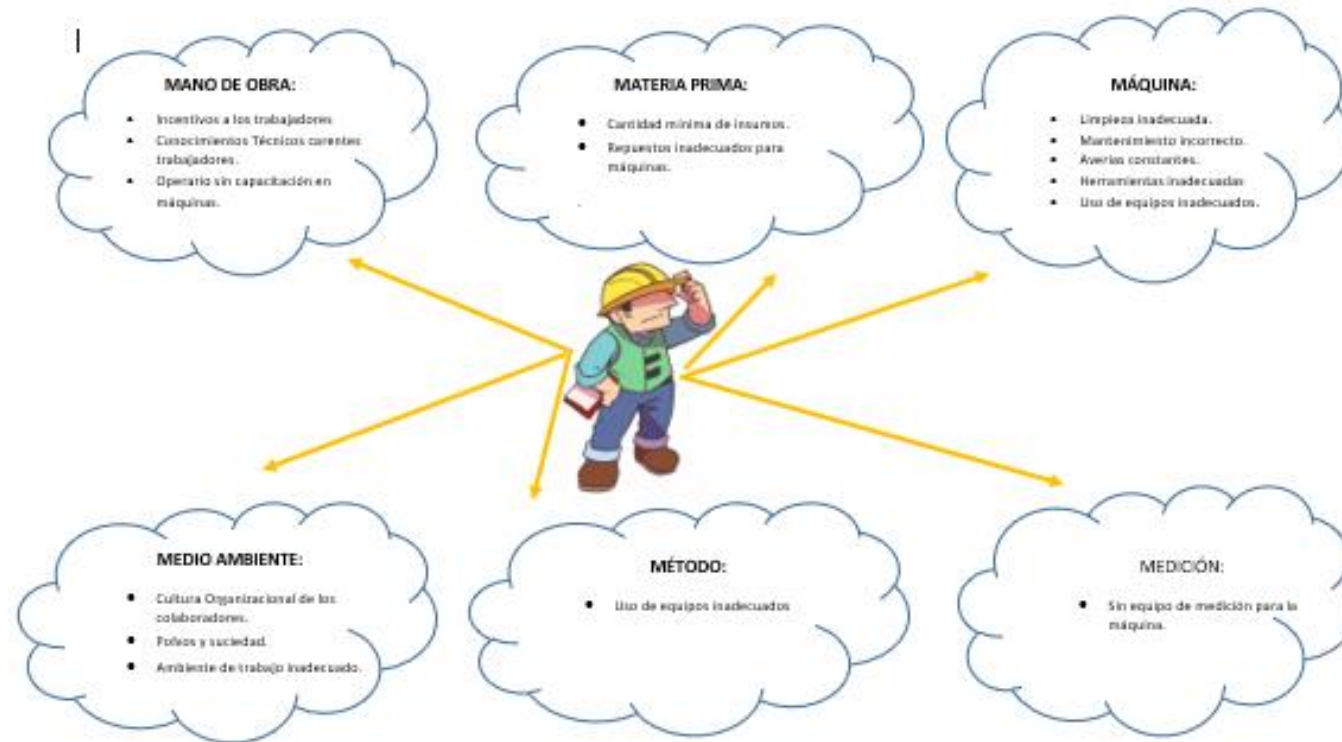 MANO DE OBRA:
• Incentivos a los trabajadores
• Conocimientos Técnicos carentes
trabajadores.
• Operario sin capacitación en
máquinas.
MATERIA PRIMA:
• Cantidad mínima de insumos.
• Repuestos inadecuados para
máquinas.
.
MÁQUINA:
• Limpieza inadecuada.
• Mantenimiento incorrecto.
• Averías constantes.
• Herramientas inadecuadas
• Uso de equipos inadecuados.
MEDIO AMBIENTE:
• Cultura Organizacional de los
colaboradores.
• Polvos y suciedad.
• Ambiente de trabajo inadecuado.
MÉTODO:
• Uso de equipos inadecuados
MEDICIÓN:
• Sin equipo de medición para la
máquina.